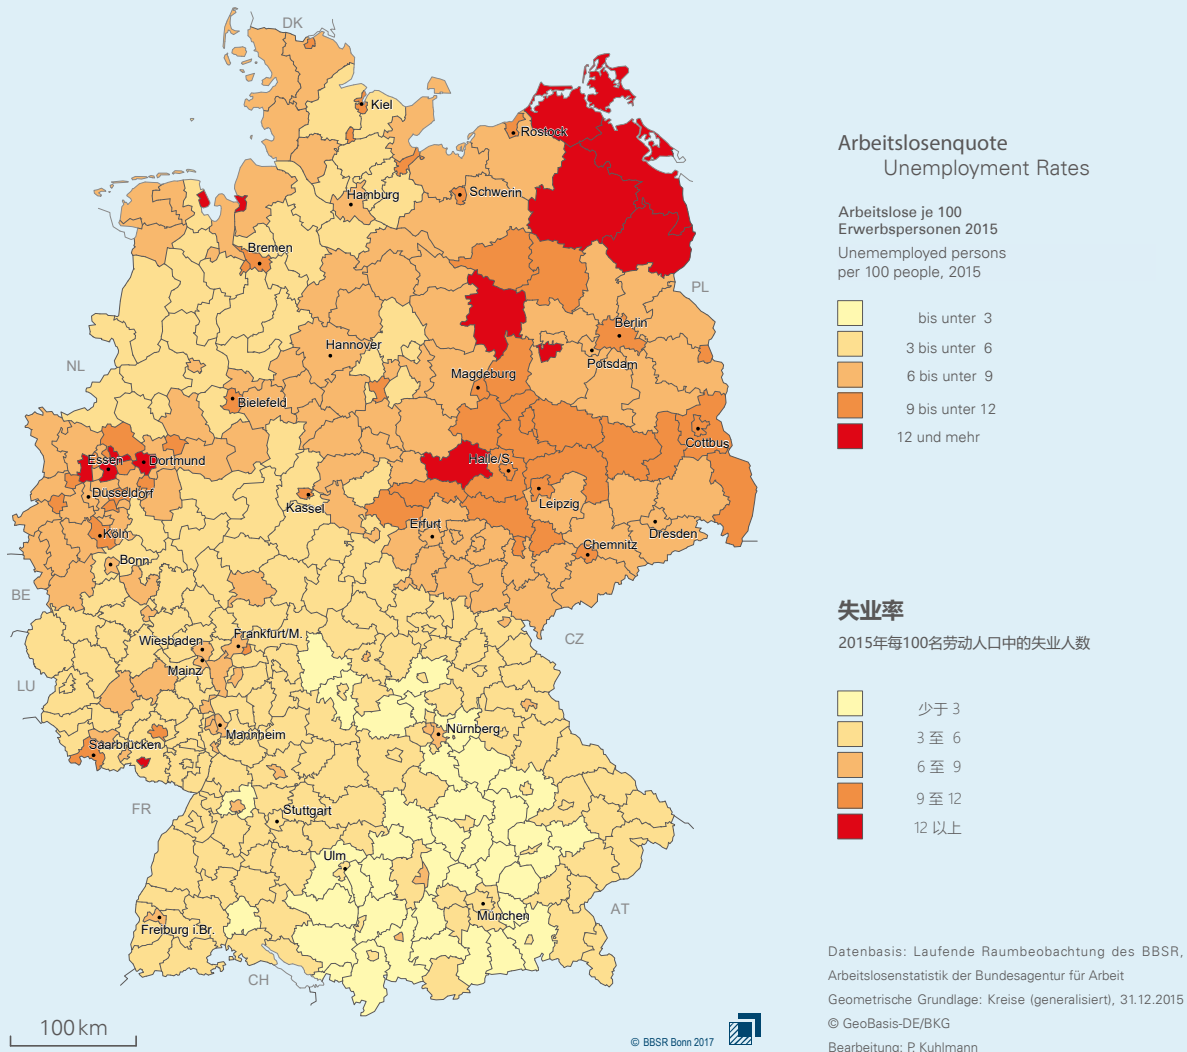 DK
Kiel
Rostock
Schwerin
Hamburg
Bremen
PL
Berlin
Potsdam
Hannover
NL
Magdeburg
Bielefeld
Cottbus
Essen
Dortmund
Halle/S.
Düsseldorf
Leipzig
Kassel
Köln
Erfurt
Dresden
Chemnitz
Bonn
BE
CZ
Wiesbaden
Frankfurt/M.
Mainz
LU
Mannheim
Nürnberg
Saarbrücken
FR
Stuttgart
Ulm
München
AT
Freiburg i.Br.
CH
100 km
© BBSR Bonn 2017
Arbeitslosenquote
Unemployment Rates
Arbeitslose je 100
Erwerbspersonen 2015
Unememployed persons
per 100 people, 2015
bis unter 3
3 bis unter 6
6 bis unter 9
9 bis unter 12
12 und mehr
失业率
2015年每100名劳动人口中的失业人数
少于 3
3 至 6
6 至 9
9 至 12
12 以上
Datenbasis: Laufende Raumbeobachtung des BBSR,
Arbeitslosenstatistik der Bundesagentur für Arbeit
Geometrische Grundlage: Kreise (generalisiert), 31.12.2015
© GeoBasis-DE/BKG
Bearbeitung: P. Kuhlmann